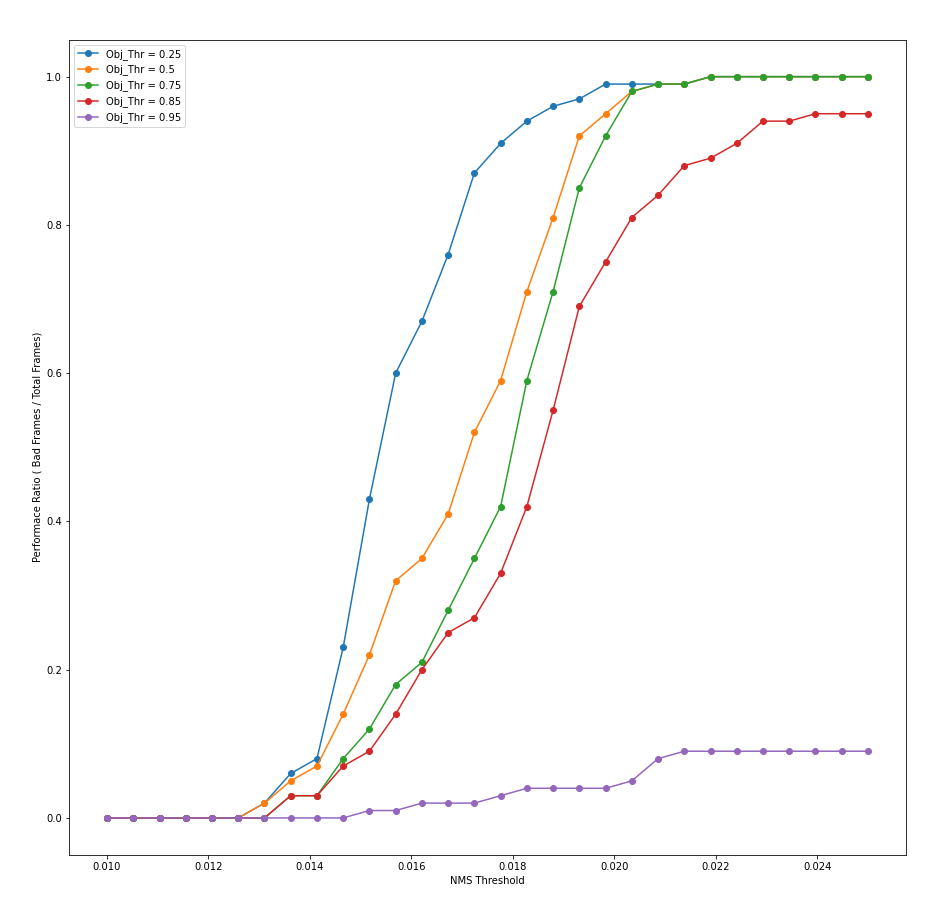 Obj_Thr = 0.25
Obj_Thr = 0.5
Obj_Thr = 0.75
Obj_Thr = 0.85
Obj_Thr = 0.95
1.0
0.8
0.6
0.4
0.2
0.0
Performace Ratio ( Bad Frames / Total Frames)
0.010 0.012 0.014 0.016 0.018 0.020 0.022 0.024
NMS Threshold